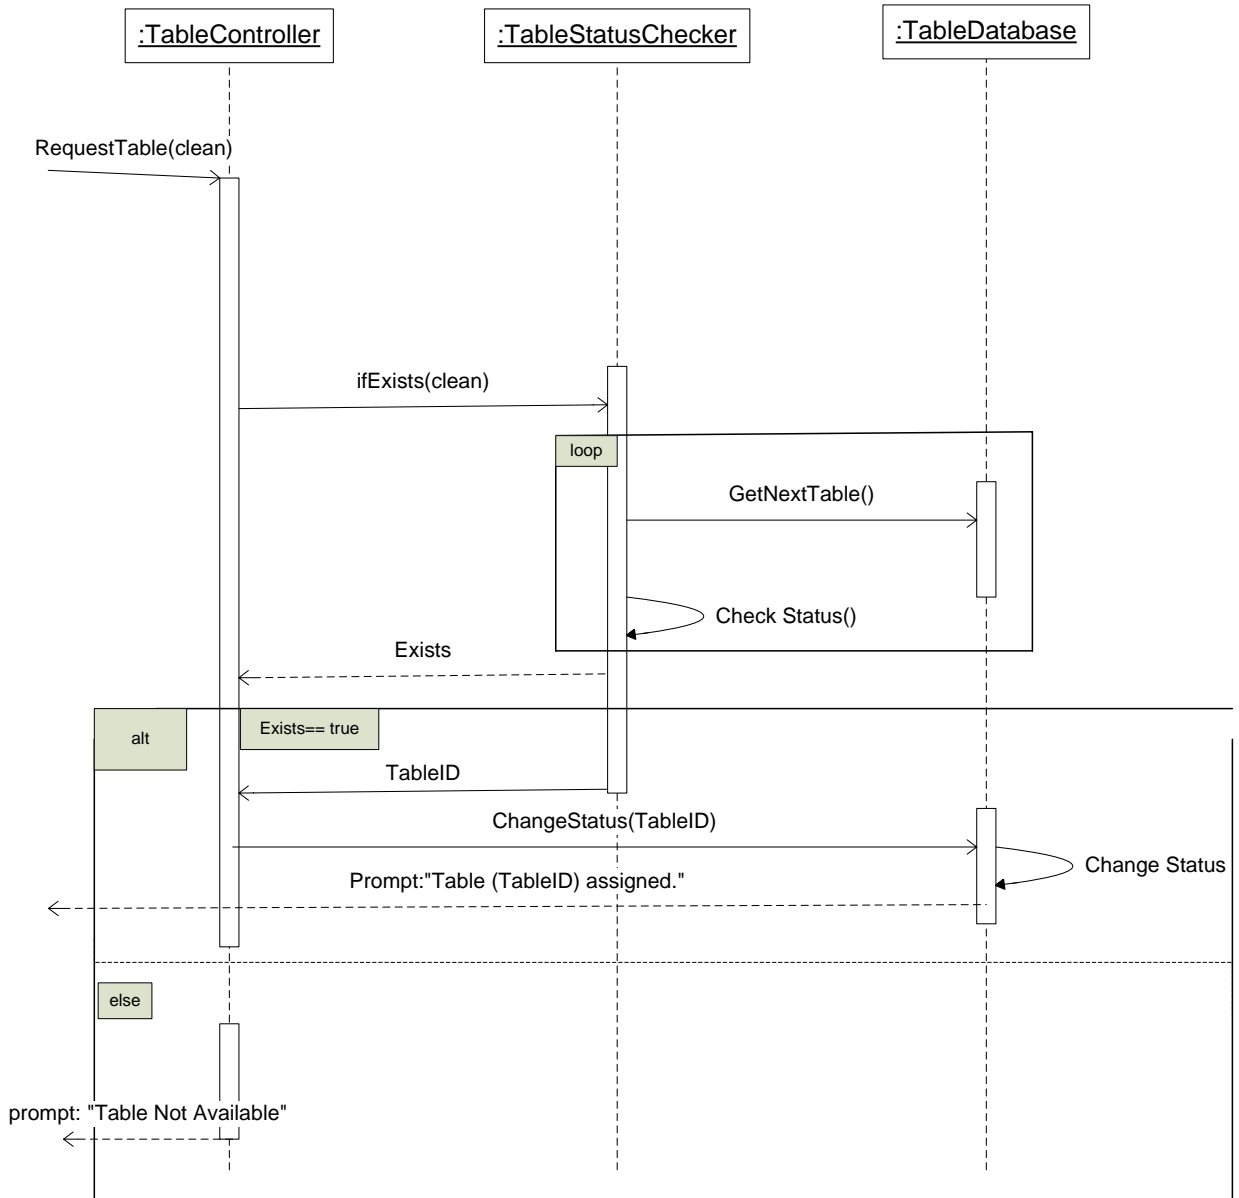 :TableController
:TableStatusChecker
:TableDatabase
RequestTable(clean)
ifExists(clean)
loop
GetNextTable()
Check Status()
Exists
alt
Exists== true
TableID
ChangeStatus(TableID)
Change Status
Prompt:"Table (TableID) assigned."
else
prompt: "Table Not Available"